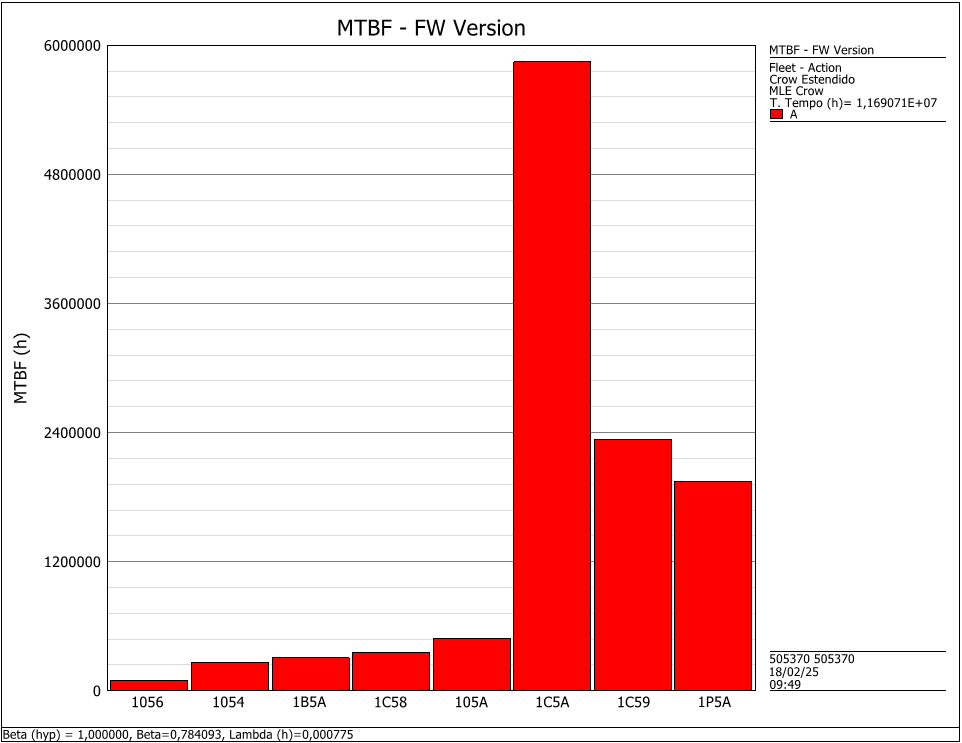 MTBF - FW Version
6000000
4800000
3600000
2400000
1200000
0
MTBF (h)
1056 1054 1B5A 1C58 105A 1C5A 1C59 1P5A
MTBF - FW Version
Fleet - Action
Crow Estendido
MLE Crow
T. Tempo (h)= 1,169071E+07
A
505370 505370
18/02/25
09:49
Beta (hyp) = 1,000000, Beta=0,784093, Lambda (h)=0,000775